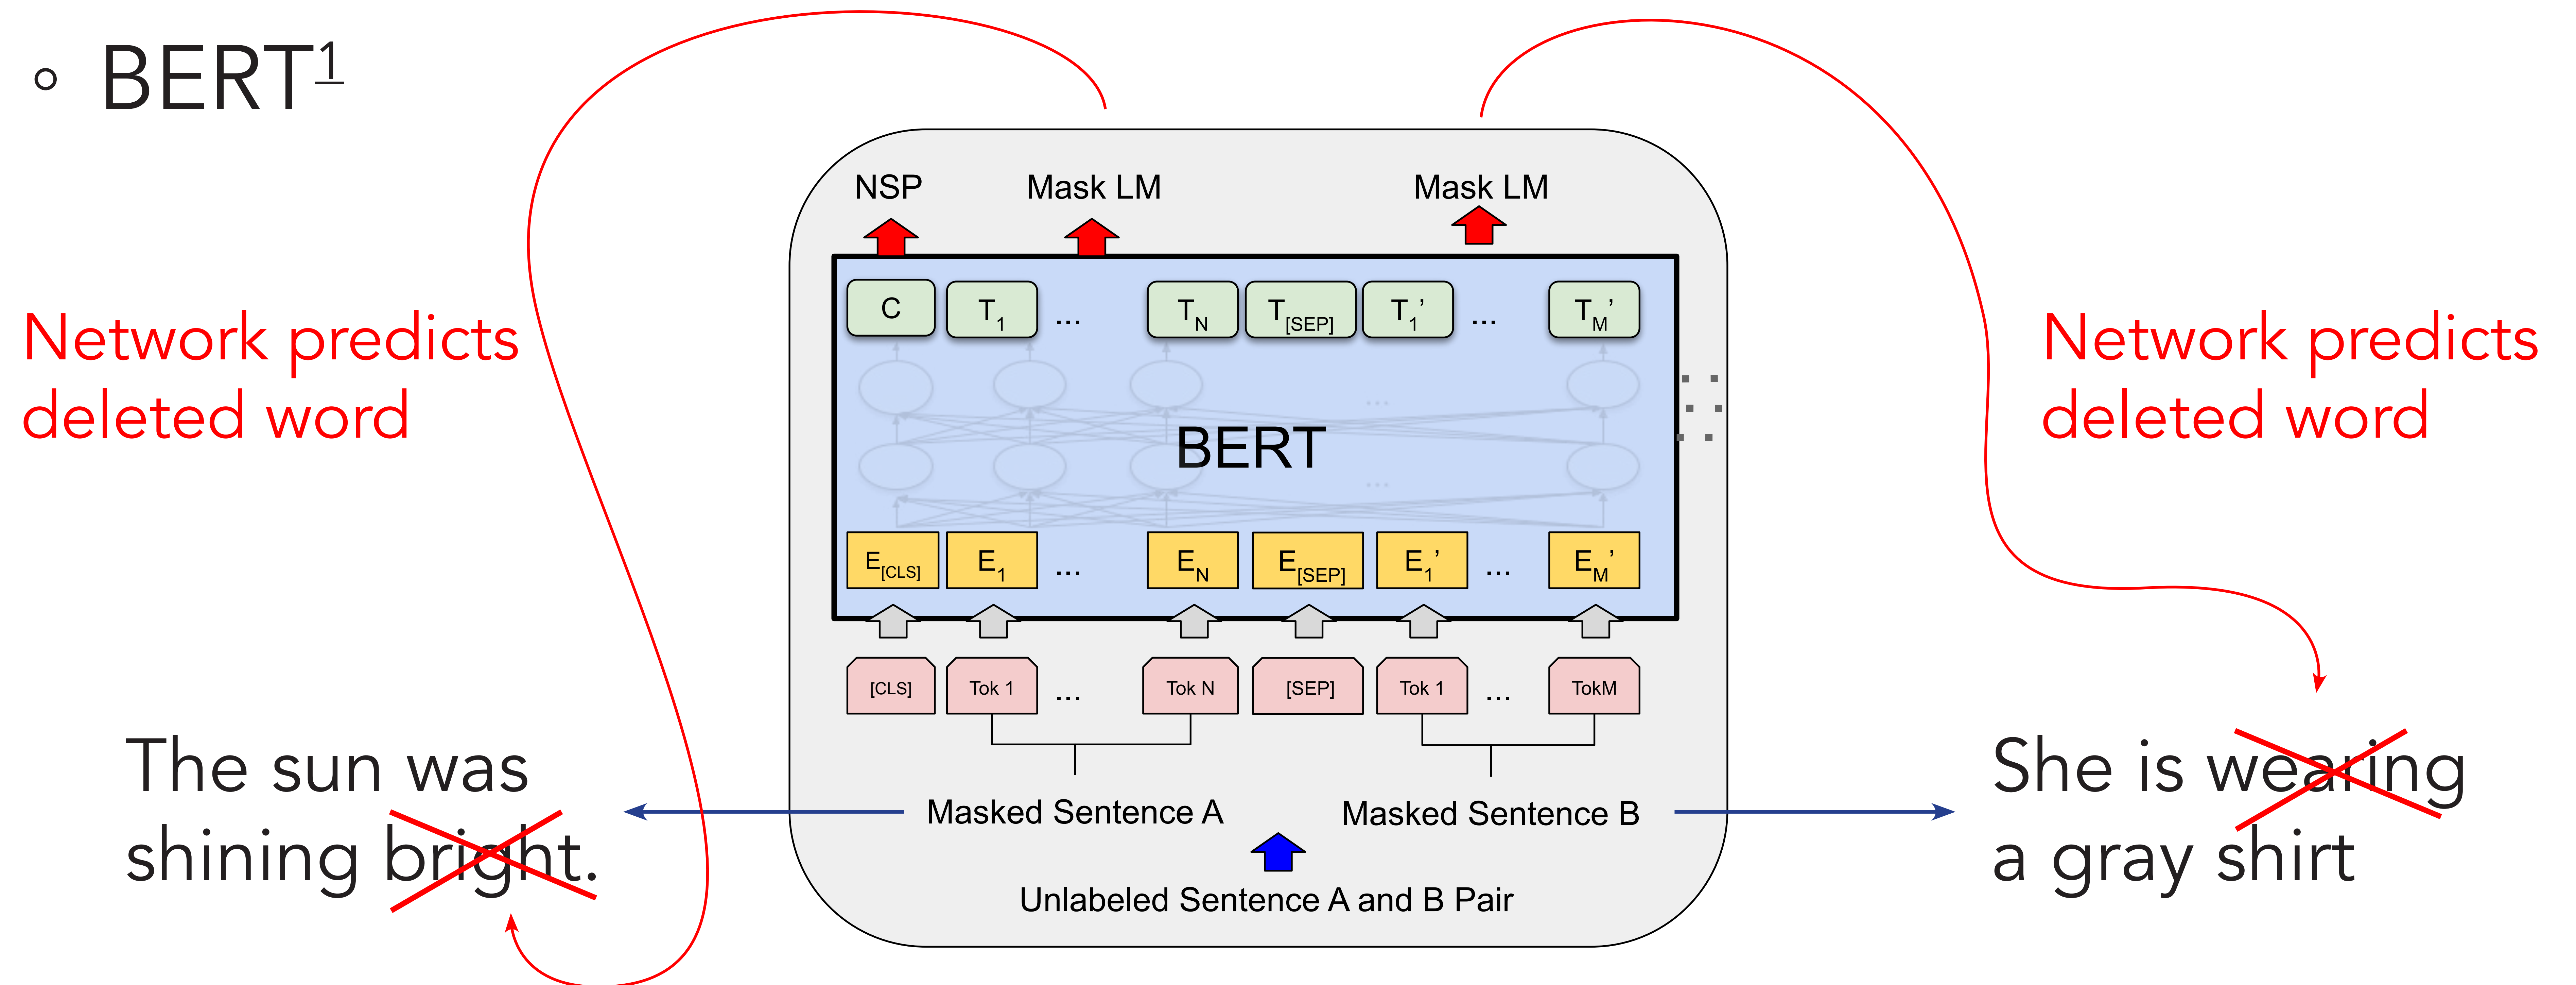 ◦ BERT1
NSP Mask LM Mask LM
C T1 ... TN T[SEP] T1’ ... TM’
Network predicts
deleted word
Network predicts
deleted word
...
BERT
...
E[CLS] E1 ... EN E[SEP] E1’ ... EM’
[CLS] Tok 1 ... Tok N [SEP] Tok 1 ... TokM
The sun was
shining bright.
Masked Sentence A Masked Sentence B
She is wearing
a gray shirt
Unlabeled Sentence A and B Pair